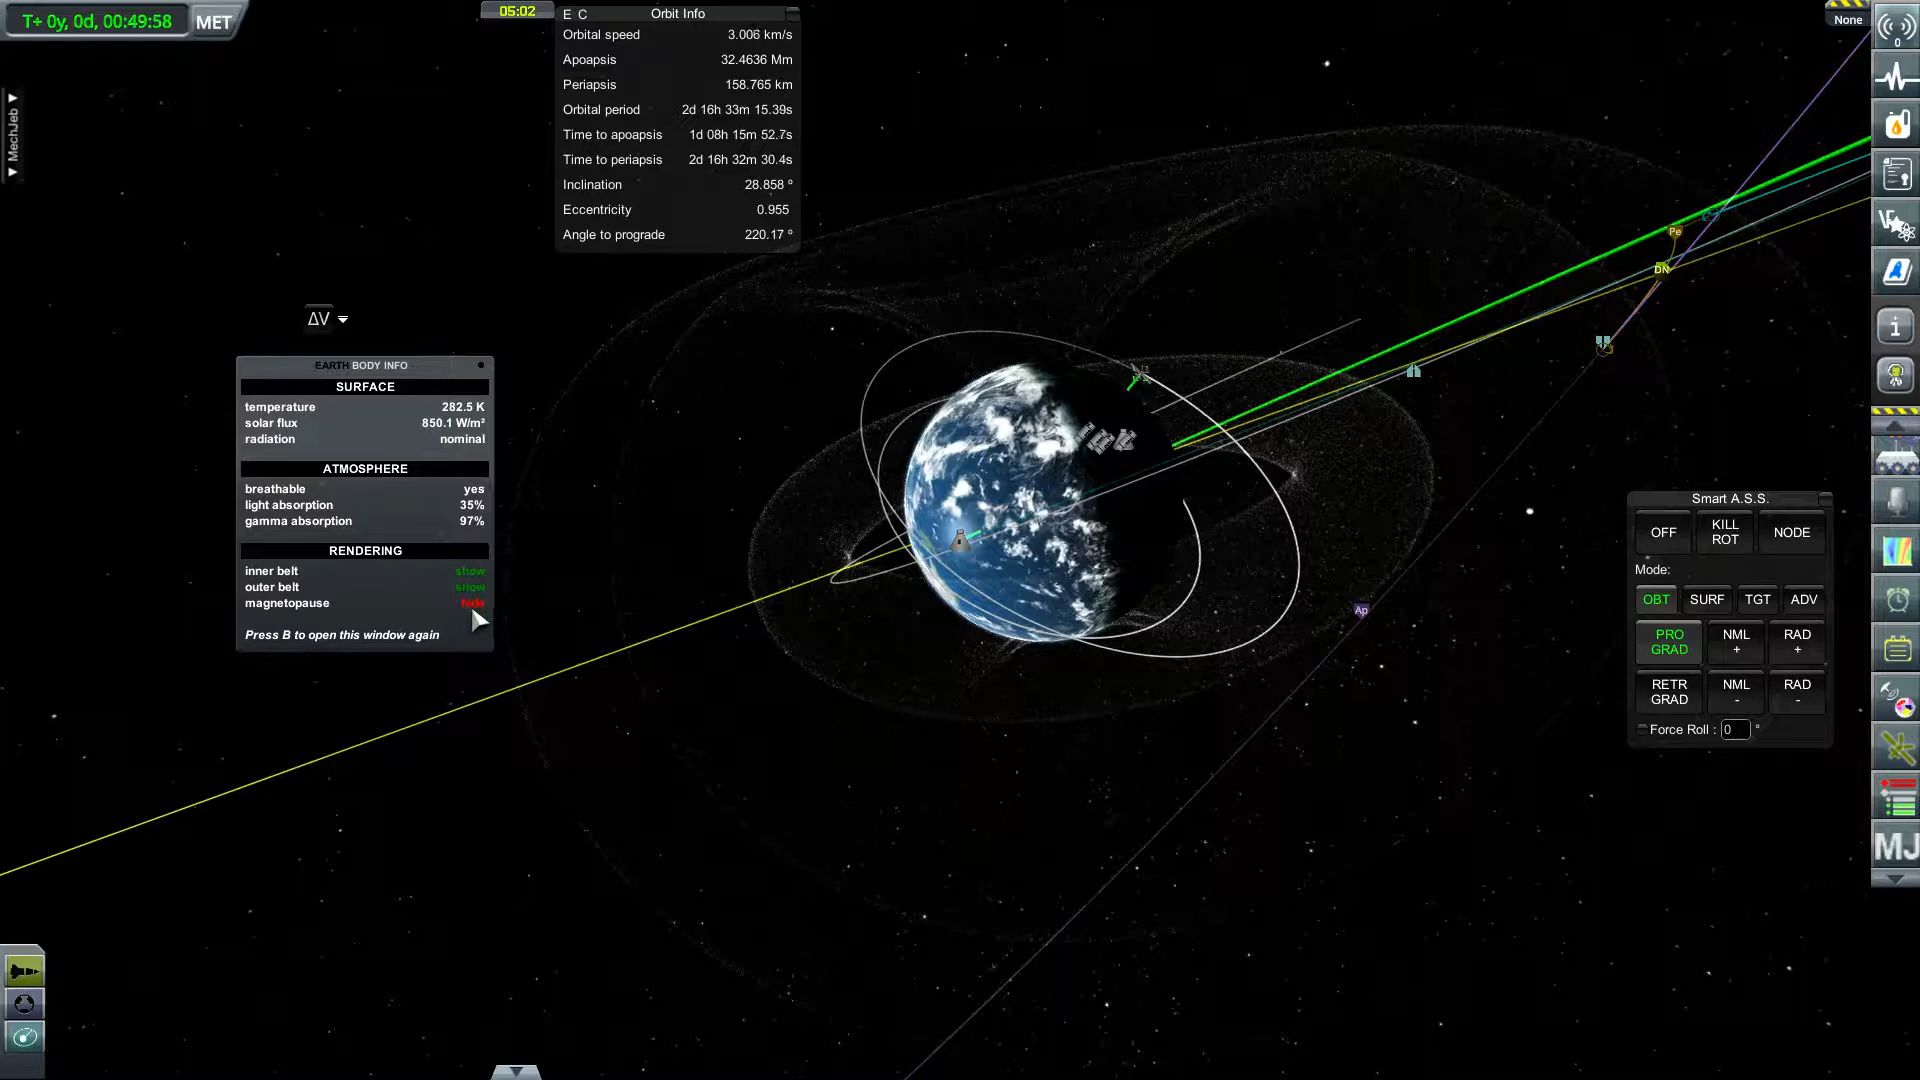 T+ 0y, 0d, 00:49:58 MET
05:02
E C Orbit Info
Orbital speed 3.006 km/s
Apoapsis 32.4636 Mm
Periapsis 158.765 km
Orbital period 2d 16h 33m 15.39s
Time to apoapsis 1d 08h 15m 52.7s
Time to periapsis 2d 16h 32m 30.4s
Inclination 28.858 º
Eccentricity 0.955
Angle to prograde 220.17 º
None
0
MechJeb
Pe
DN
ΔV
EARTH BODY INFO
SURFACE
temperature 282.5 K
solar flux 850.1 W/m²
radiation nominal
ATMOSPHERE
breathable yes
light absorption 35%
gamma absorption 97%
RENDERING
inner belt show
outer belt show
magnetopause hide
Press B to open this window again
Ap
Smart A.S.S.
OFF KILL ROT NODE
Mode:
OBT SURF TGT ADV
PRO GRAD NML + RAD +
RETR GRAD NML - RAD -
Force Roll : 0 °
MJ